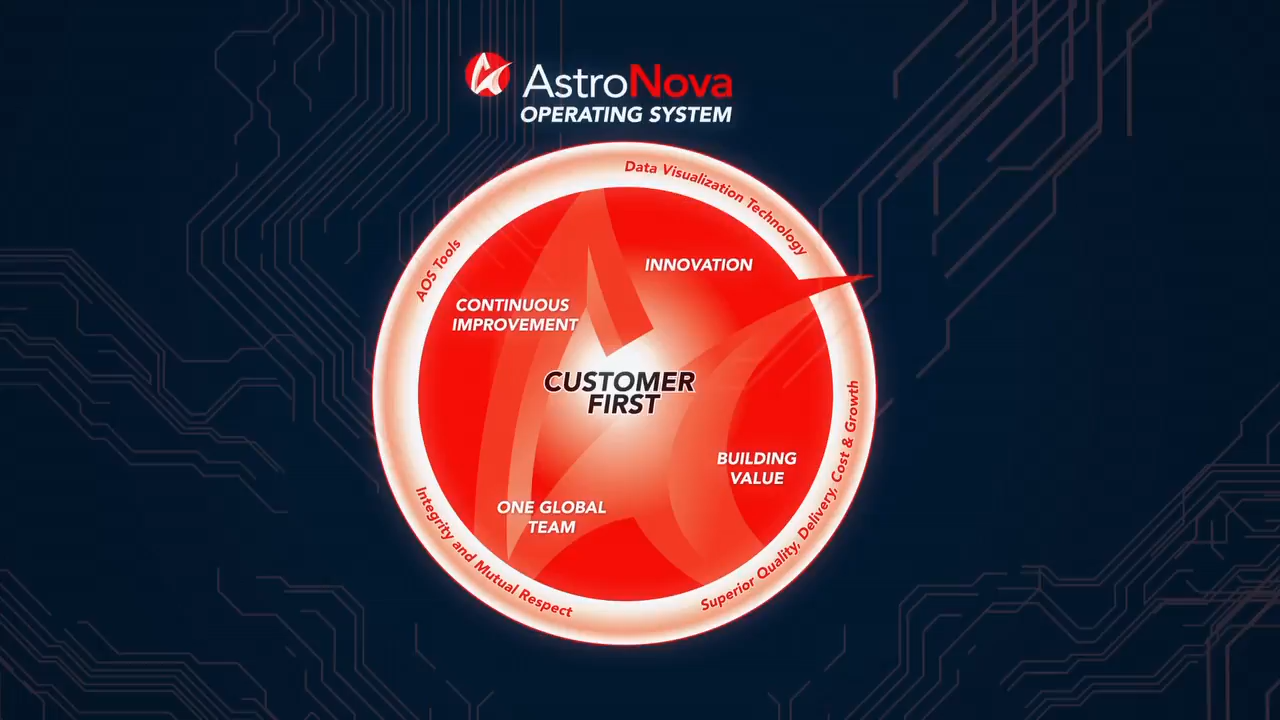 AstroNova
OPERATING SYSTEM
Data Visualization Technology
AOS Tools
INNOVATION
CONTINUOUS
IMPROVEMENT
CUSTOMER
FIRST
BUILDING
VALUE
ONE GLOBAL
TEAM
Integrity and Mutual Respect
Superior Quality, Delivery, Cost & Growth